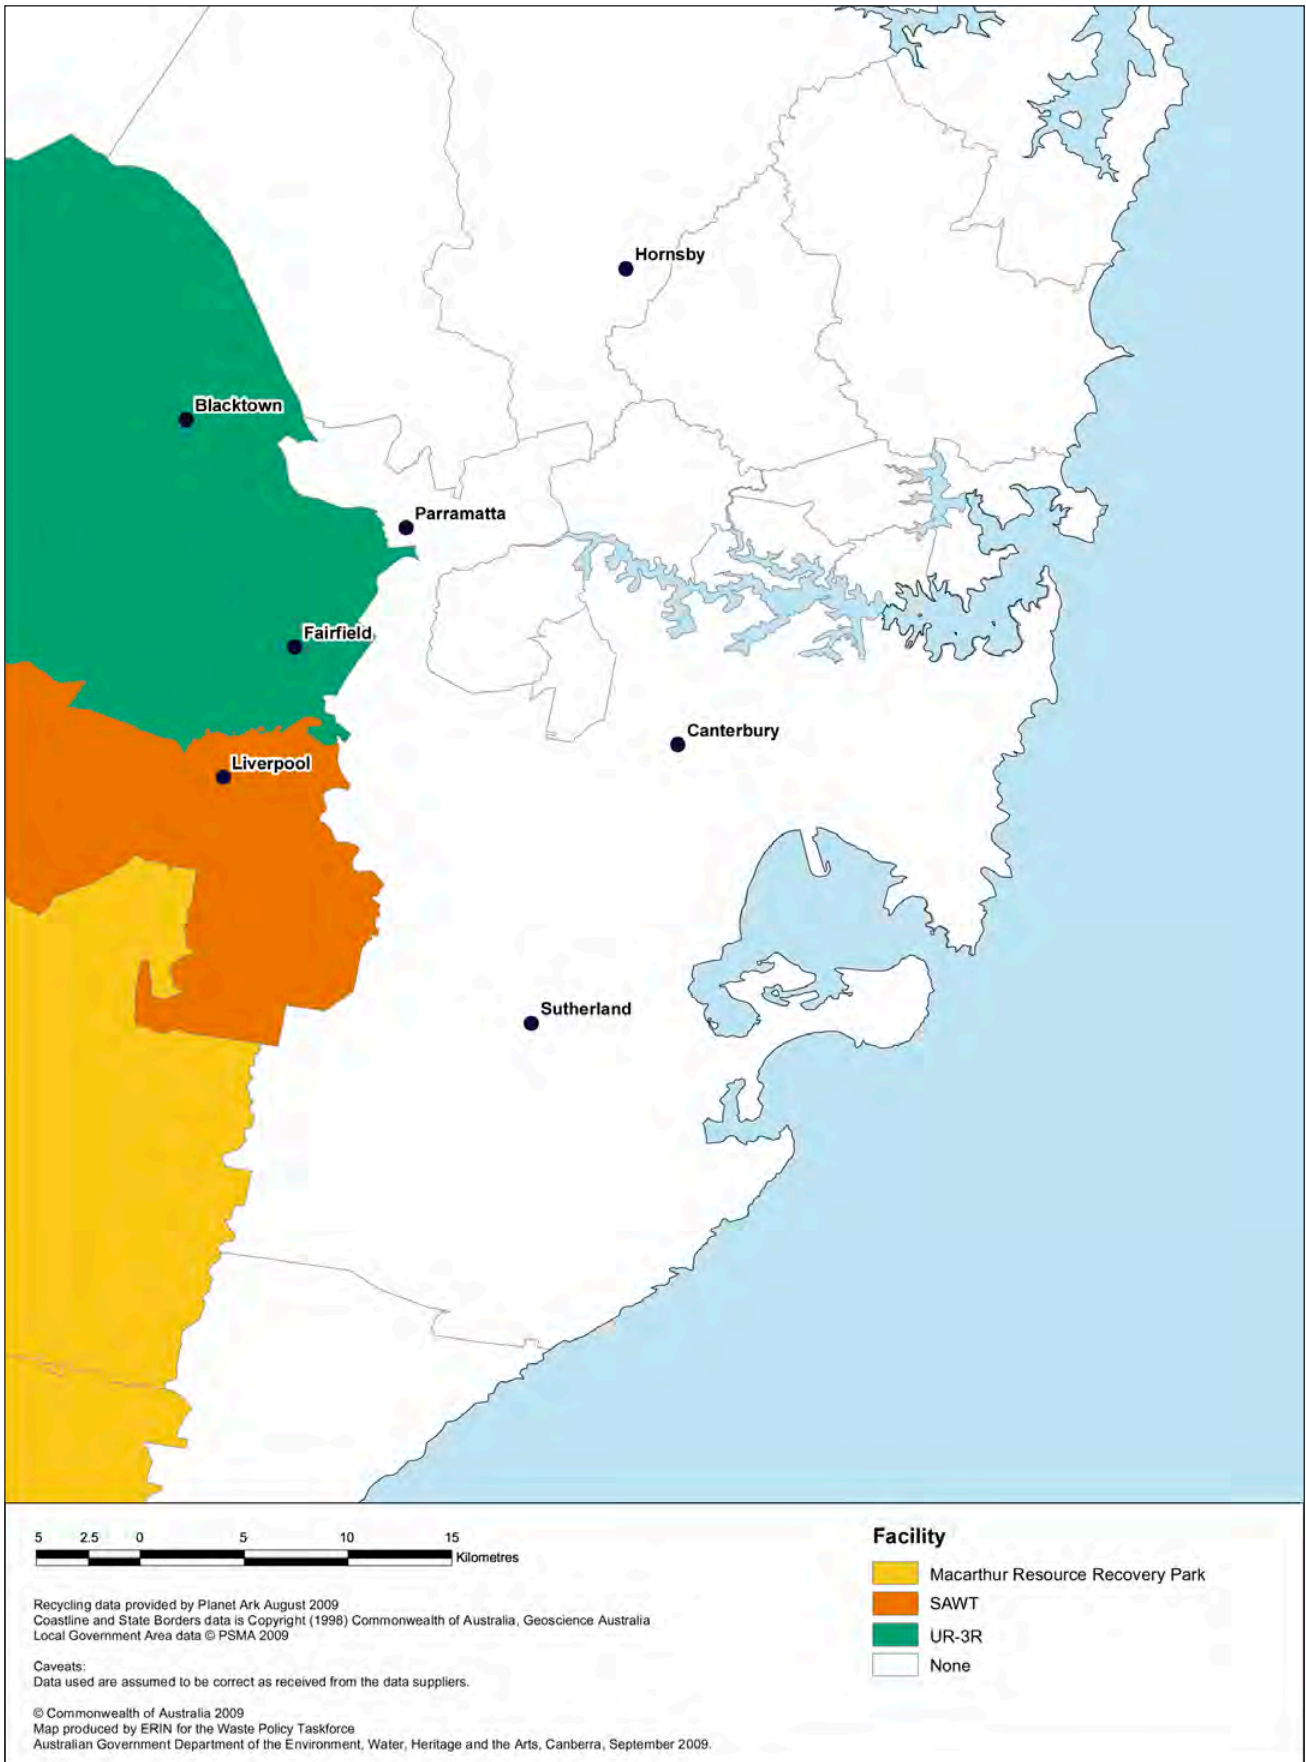 Hornsby
Blacktown
Parramatta
Fairfield
Canterbury
Liverpool
Sutherland
5 2.5 0 5 10 15
Kilometres
Recycling data provided by Planet Ark August 2009
Coastline and State Borders data is Copyright (1998) Commonwealth of Australia, Geoscience Australia
Local Government Area data © PSMA 2009
Caveats:
Data used are assumed to be correct as received from the data suppliers.
© Commonwealth of Australia 2009
Map produced by ERIN for the Waste Policy Taskforce
Australian Government Department of the Environment, Water, Heritage and the Arts, Canberra, September 2009.
Facility
Macarthur Resource Recovery Park
SAWT
UR-3R
None